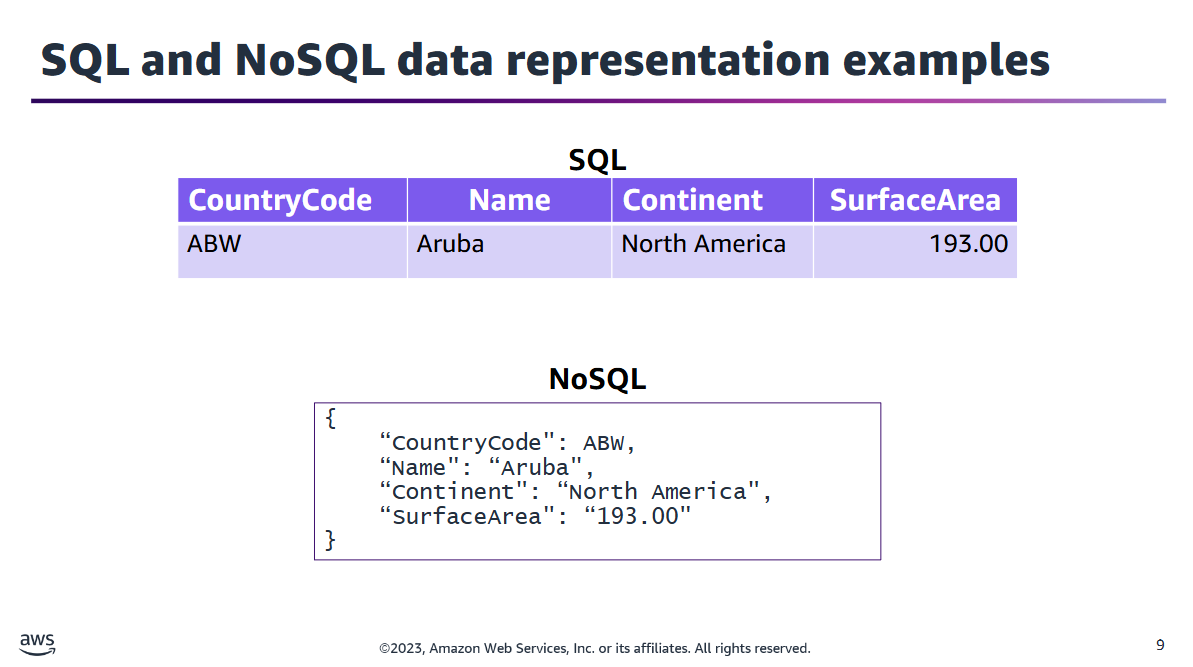 SQL and NoSQL data representation examples
SQL
CountryCode Name Continent SurfaceArea
ABW Aruba North America 193.00
NoSQL
{
“CountryCode": ABW,
“Name": “Aruba",
“Continent": “North America",
“SurfaceArea": “193.00"
}
aws
©2023, Amazon Web Services, Inc. or its affiliates. All rights reserved.
9